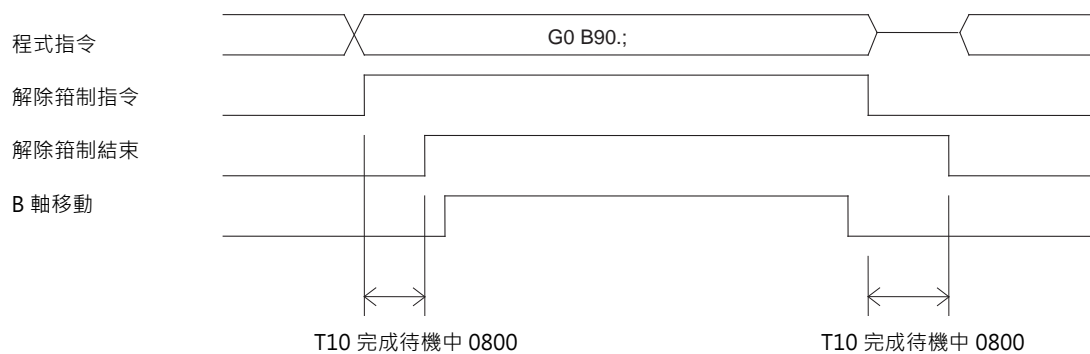 程式指令
G0 B90.;
解除箝制指令
解除箝制結束
B 軸移動
T10 完成待機中 0800
T10 完成待機中 0800